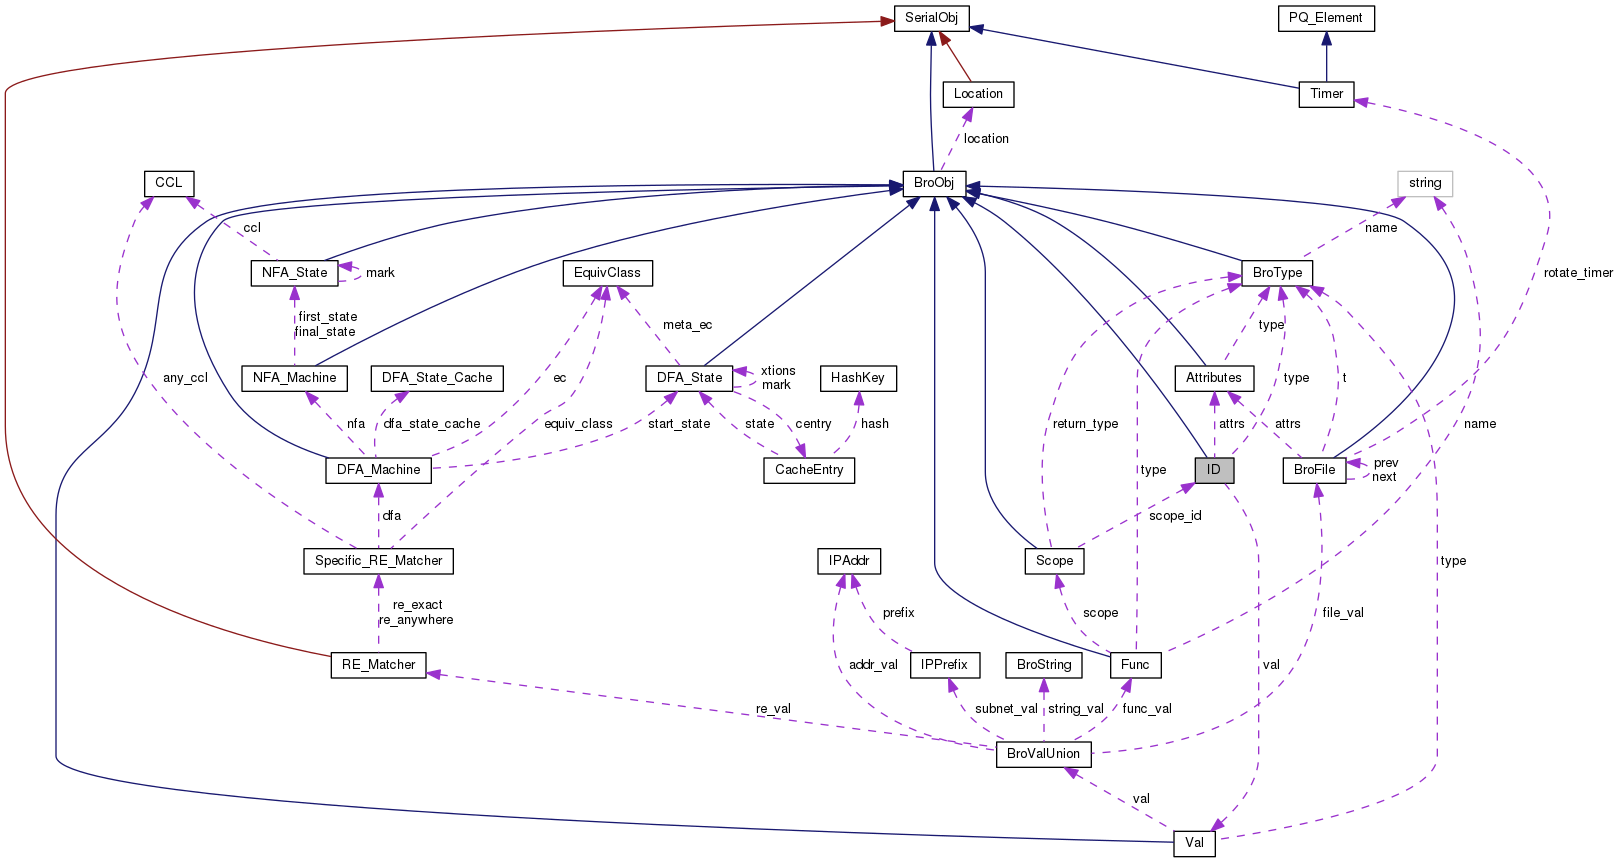 SerialObj
PQ_Element
Location
Timer
location
CCL
BroObj
string
ccl
name
NFA_State
mark
EquivClass
BroType
rotate_timer
first_state
final_state
meta_ec
type
NFA_Machine
DFA_State_Cache
DFA_State
xtions
mark
HashKey
Attributes
any_ccl
ec
type
t
nfa
dfa_state_cache
equiv_class
start_state
state
centry
hash
return_type
attrs
attrs
name
DFA_Machine
CacheEntry
type
ID
BroFile
prev
next
dfa
scope_id
Specific_RE_Matcher
IPAddr
Scope
type
re_exact
re_anywhere
prefix
scope
file_val
RE_Matcher
addr_val
IPPrefix
BroString
Func
val
re_val
subnet_val
string_val
func_val
BroValUnion
val
Val